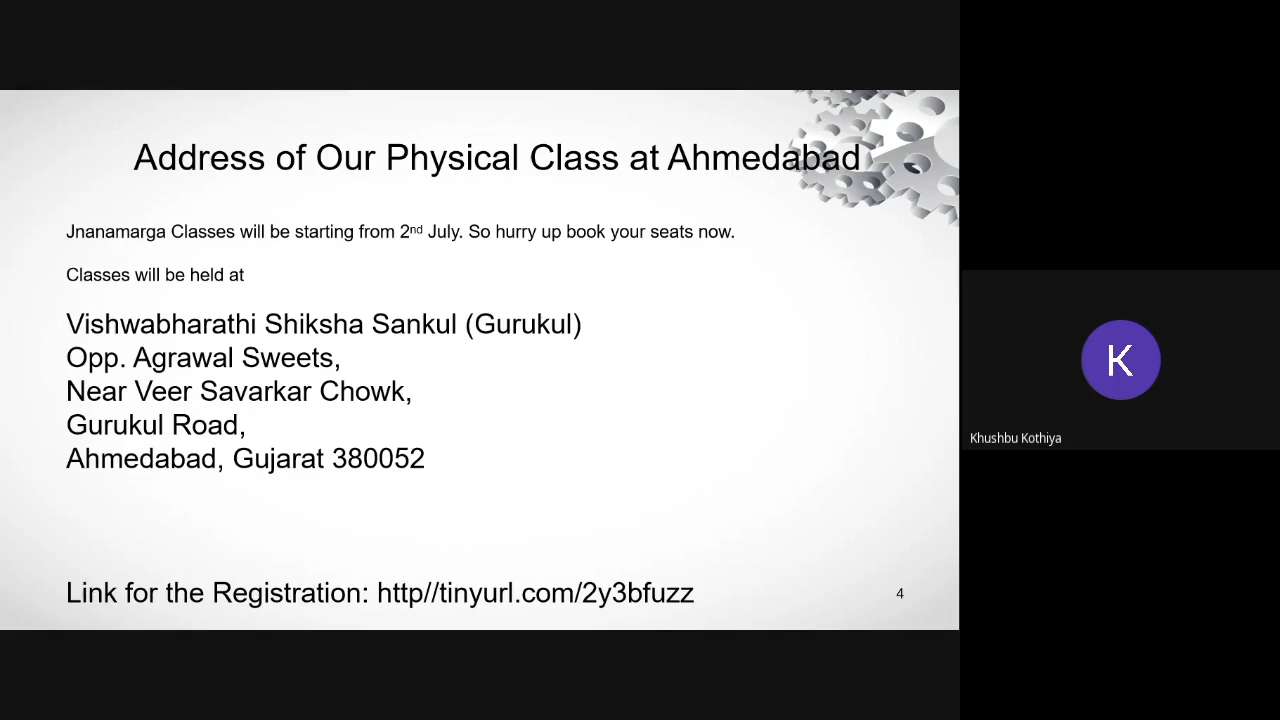 Address of Our Physical Class at Ahmedabad
Jnanamarga Classes will be starting from 2nd July. So hurry up book your seats now.
Classes will be held at
Vishwabharathi Shiksha Sankul (Gurukul)
Opp. Agrawal Sweets,
Near Veer Savarkar Chowk,
Gurukul Road,
Ahmedabad, Gujarat 380052
Link for the Registration: http//tinyurl.com/2y3bfuzz
4
K
Khushbu Kothiya